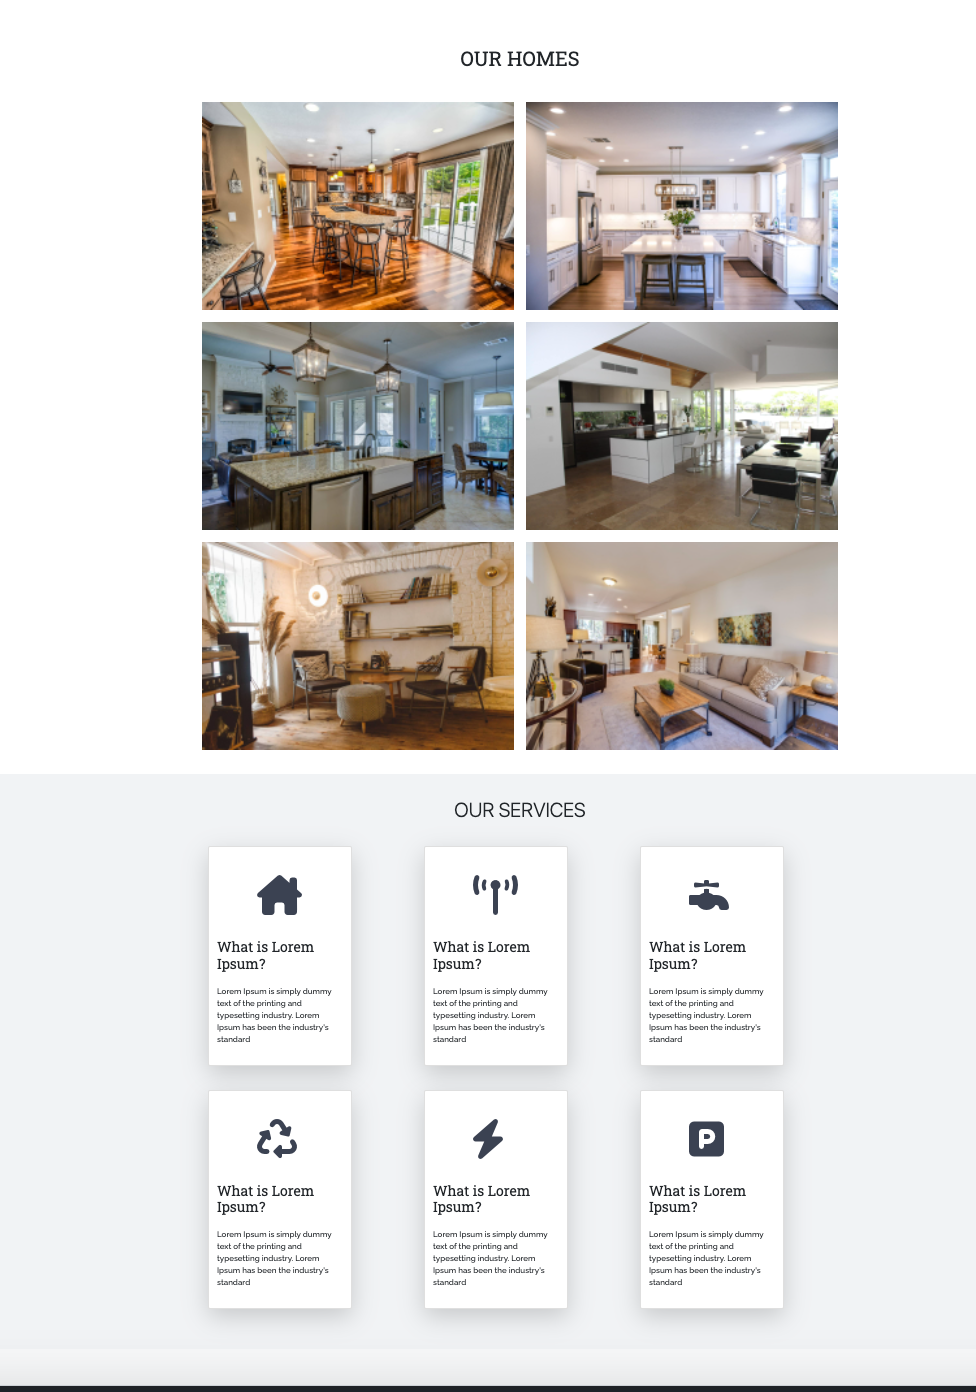 OUR HOMES
OUR SERVICES
What is Lorem
Ipsum?
Lorem Ipsum is simply dummy
text of the printing and
typesetting industry. Lorem
Ipsum has been the industry's
standard
What is Lorem
Ipsum?
Lorem Ipsum is simply dummy
text of the printing and
typesetting industry. Lorem
Ipsum has been the industry's
standard
What is Lorem
Ipsum?
Lorem Ipsum is simply dummy
text of the printing and
typesetting industry. Lorem
Ipsum has been the industry's
standard
What is Lorem
Ipsum?
Lorem Ipsum is simply dummy
text of the printing and
typesetting industry. Lorem
Ipsum has been the industry's
standard
What is Lorem
Ipsum?
Lorem Ipsum is simply dummy
text of the printing and
typesetting industry. Lorem
Ipsum has been the industry's
standard
P
What is Lorem
Ipsum?
Lorem Ipsum is simply dummy
text of the printing and
typesetting industry. Lorem
Ipsum has been the industry's
standard